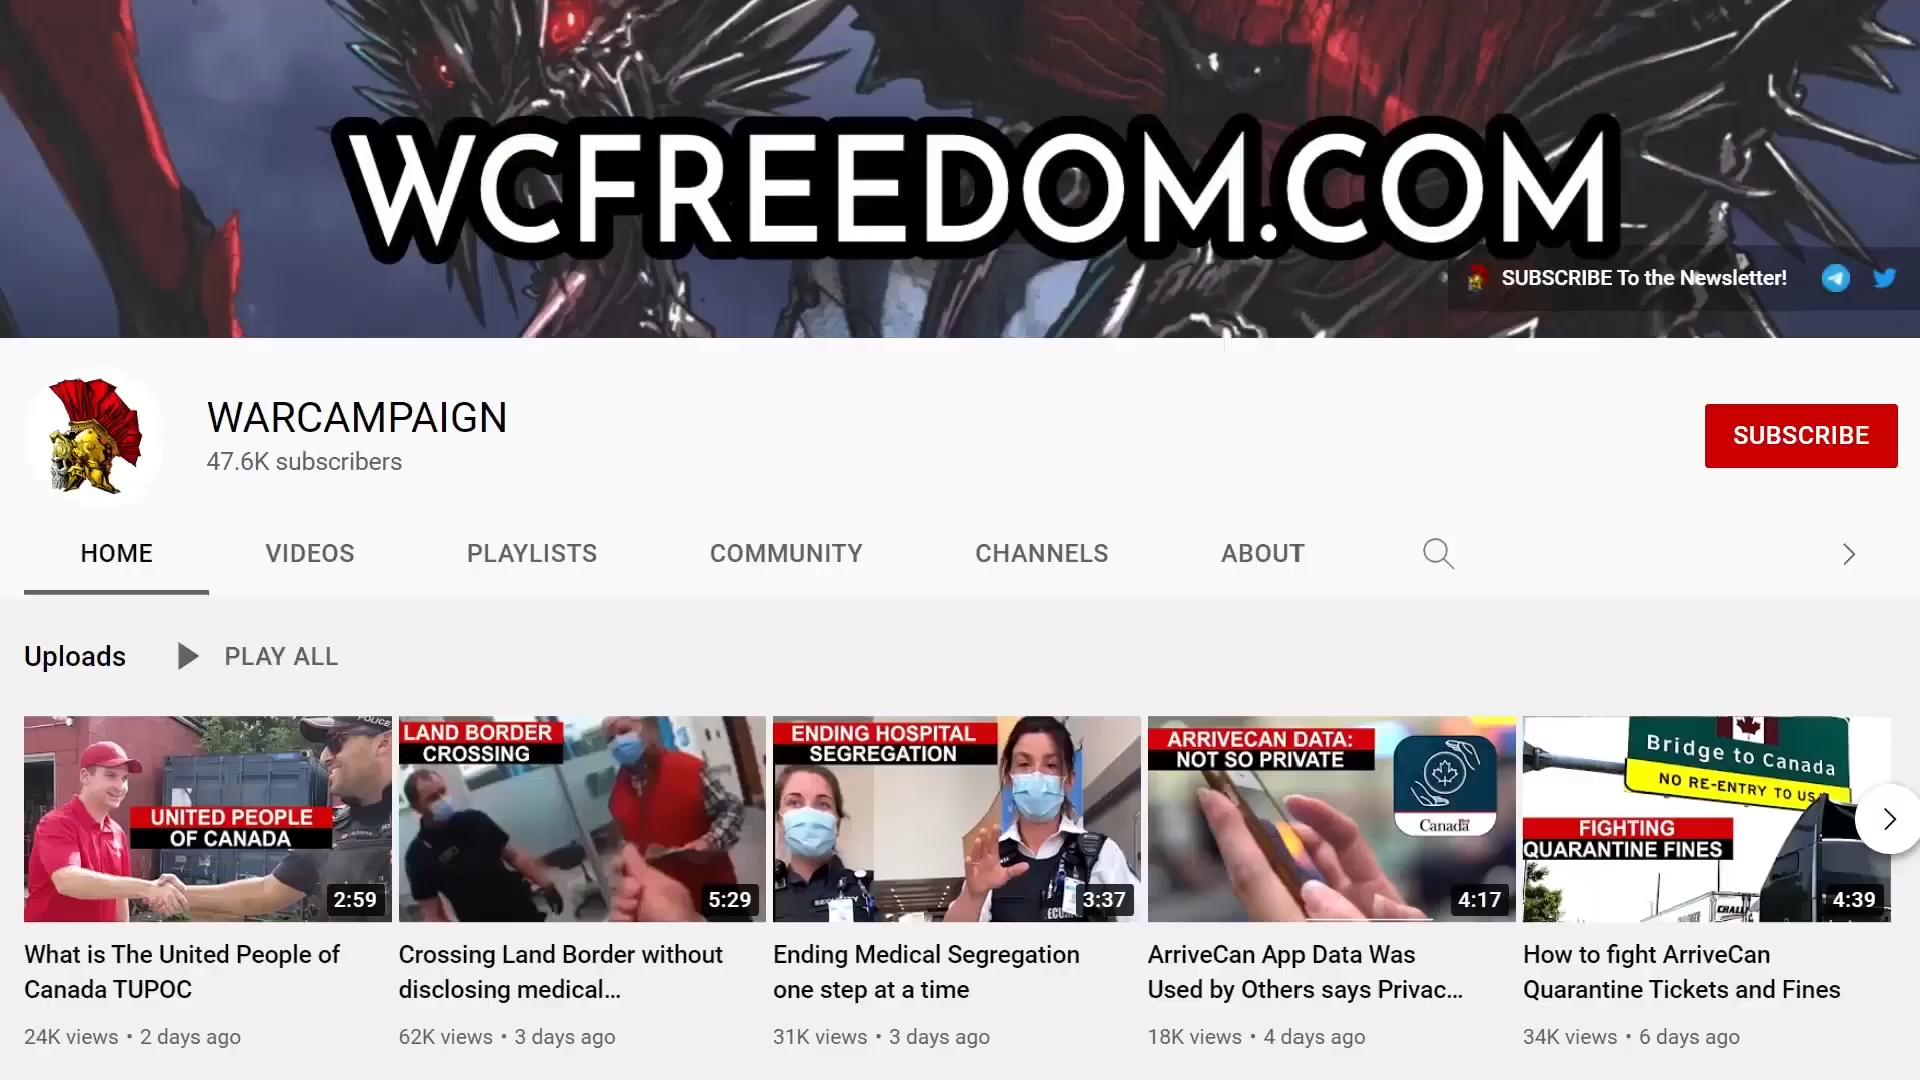 WCFREEDOM.COM
SUBSCRIBE To the Newsletter!
WARCAMPAIGN
47.6K subscribers
SUBSCRIBE
HOME
VIDEOS
PLAYLISTS
COMMUNITY
CHANNELS
ABOUT
Uploads
PLAY ALL
POLICE
UNITED PEOPLE
OF CANADA
2:59
What is The United People of
Canada TUPOC
24K views • 2 days ago
LAND BORDER
CROSSING
5:29
Crossing Land Border without
disclosing medical...
62K views • 3 days ago
ENDING HOSPITAL
SEGREGATION
3:37
Ending Medical Segregation
one step at a time
31K views • 3 days ago
ARRIVECAN DATA:
NOT SO PRIVATE
Canada
4:17
ArriveCan App Data Was
Used by Others says Privac...
18K views • 4 days ago
Bridge to Canada
NO RE-ENTRY TO US
FIGHTING
QUARANTINE FINES
4:39
How to fight ArriveCan
Quarantine Tickets and Fines
34K views • 6 days ago